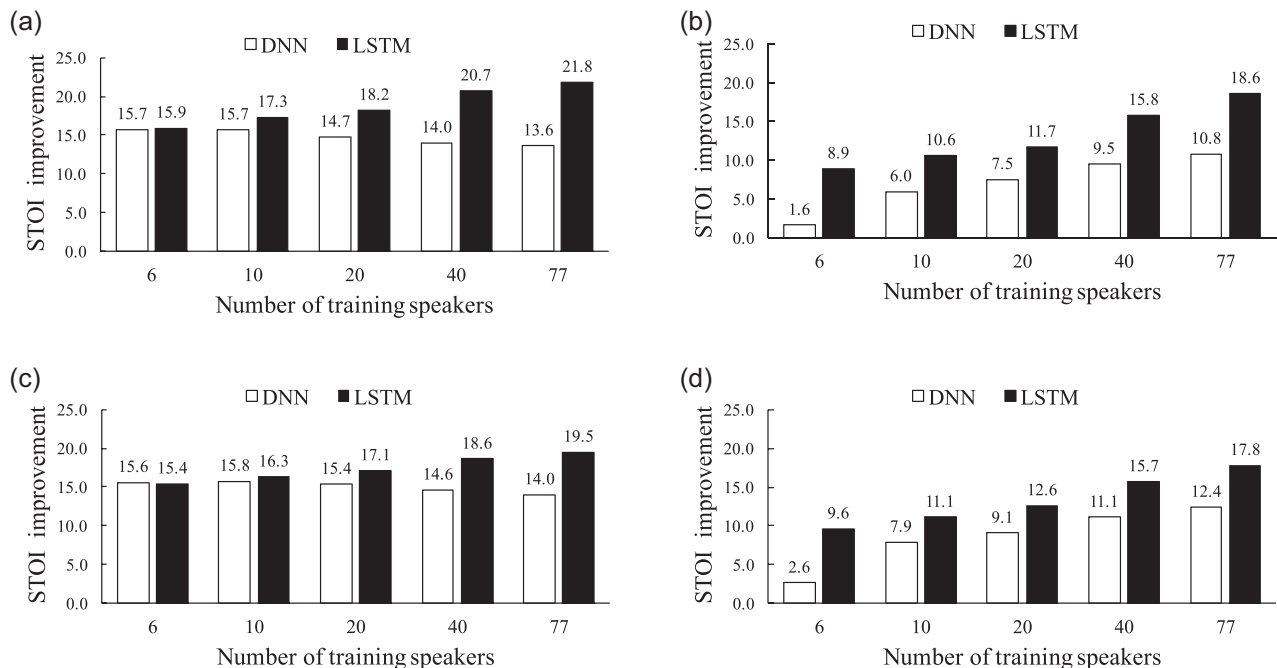 (a)
DNN LSTM
STOI improvement
25.0
20.0
15.0
10.0
5.0
0.0
15.7 15.9 15.7 17.3 14.7 18.2 14.0 20.7 13.6 21.8
6 10 20 40 77
Number of training speakers
(b)
DNN LSTM
STOI improvement
25.0
20.0
15.0
10.0
5.0
0.0
1.6 8.9 6.0 10.6 7.5 11.7 9.5 15.8 10.8 18.6
6 10 20 40 77
Number of training speakers
(c)
DNN LSTM
STOI improvement
25.0
20.0
15.0
10.0
5.0
0.0
15.6 15.4 15.8 16.3 15.4 17.1 14.6 18.6 14.0 19.5
6 10 20 40 77
Number of training speakers
(d)
DNN LSTM
STOI improvement
25.0
20.0
15.0
10.0
5.0
0.0
2.6 9.6 7.9 11.1 9.1 12.6 11.1 15.7 12.4 17.8
6 10 20 40 77
Number of training speakers